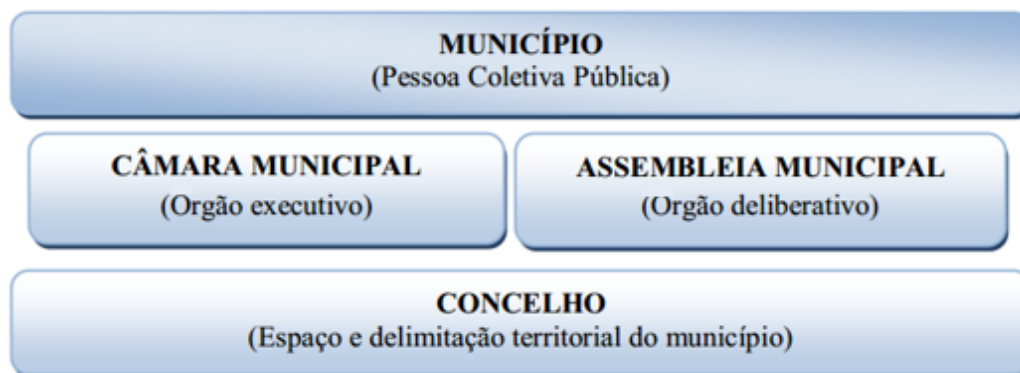 MUNICÍPIO
(Pessoa Coletiva Pública)
CÂMARA MUNICIPAL
(Orgão executivo)
ASSEMBLEIA MUNICIPAL
(Orgão deliberativo)
CONCELHO
(Espaço e delimitação territorial do município)